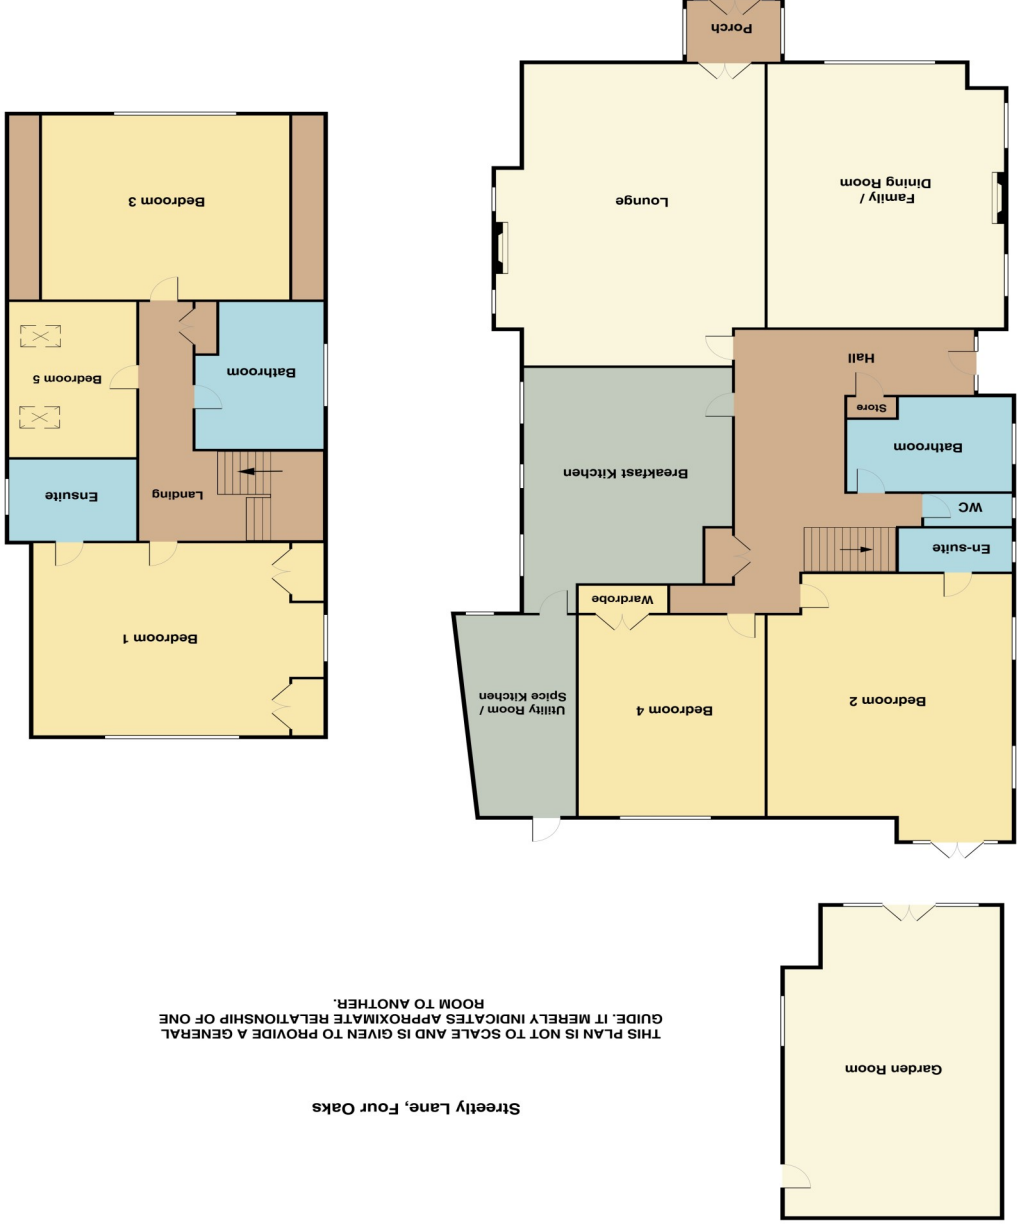 Streetly Lane, Four Oaks
THIS PLAN IS NOT TO SCALE AND IS GIVEN TO PROVIDE A GENERAL
GUIDE. IT MERELY INDICATES APPROXIMATE RELATIONSHIP OF ONE
ROOM TO ANOTHER.
Garden Room
Bedroom 2
Bedroom 4
Utility Room /
Spice Kitchen
Wardrobe
En-suite
WC
Bathroom
Breakfast Kitchen
Store
Hall
Family /
Dining Room
Lounge
Porch
Bedroom 1
Landing
Ensuite
Bathroom
Bedroom 5
Bedroom 3